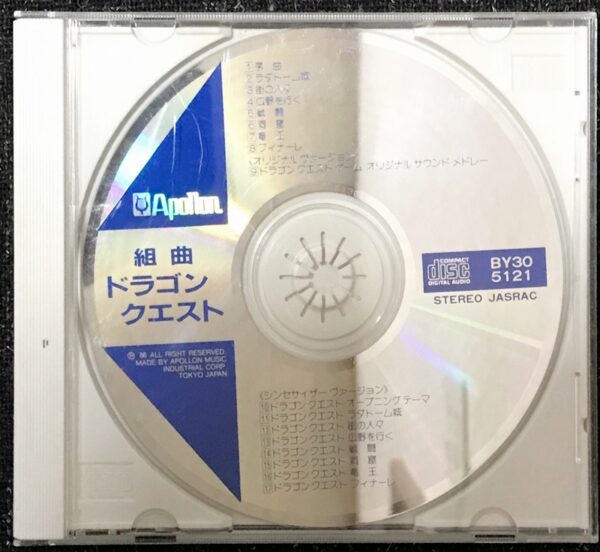 1 序 曲
2 ラダトーム城
3 街の人々
4 広野を行く
5 戦 闘
6 洞 窟
7 竜 王
8 フィナーレ
《オリジナル ヴァージョン》
9 ドラゴン クエスト ゲーム オリジナル サウンド メドレー
Apollon
組曲
ドラゴン
クエスト
COMPACT
disc
DIGITAL AUDIO
BY30
5121
STEREO JASRAC
Ⓟ 86 ALL RIGHT RESERVED.
MADE BY APOLLON MUSIC
INDUSTRIAL CORP.
TOKYO JAPAN
《シンセサイザー ヴァージョン》
10 ドラゴン クエスト オープニング テーマ
11 ドラゴン クエスト ラダトーム城
12 ドラゴン クエスト 街の人々
13 ドラゴン クエスト 広野を行く
14 ドラゴン クエスト 戦 闘
15 ドラゴン クエスト 洞 窟
16 ドラゴン クエスト 竜 王
17 ドラゴン クエスト フィナーレ